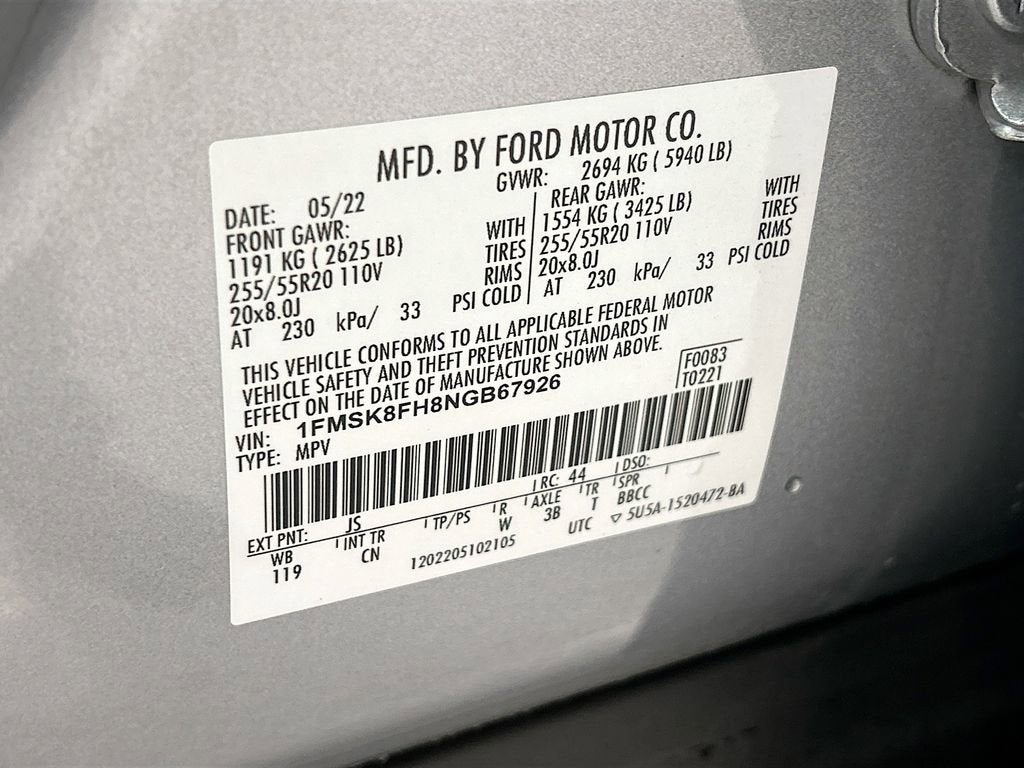 MFD. BY FORD MOTOR CO.
DATE: 05/22 GVWR: 2694 KG ( 5940 LB)
FRONT GAWR: REAR GAWR:
1191 KG ( 2625 LB) WITH 1554 KG ( 3425 LB) WITH
255/55R20 110V TIRES 255/55R20 110V TIRES
20x8.0J RIMS 20x8.0J RIMS
AT 230 kPa/ 33 PSI COLD AT 230 kPa/ 33 PSI COLD
THIS VEHICLE CONFORMS TO ALL APPLICABLE FEDERAL MOTOR
VEHICLE SAFETY AND THEFT PREVENTION STANDARDS IN
EFFECT ON THE DATE OF MANUFACTURE SHOWN ABOVE.
VIN: 1FMSK8FH8NGB67926 F0083
TYPE: MPV T0221
EXT PNT: JS RC: 44 DSO:
WB INT TR TP/PS R AXLE TR SPR
119 CN W 3B T BBCC
1202205102105 UTC ▽ 5U5A-1520472-BA